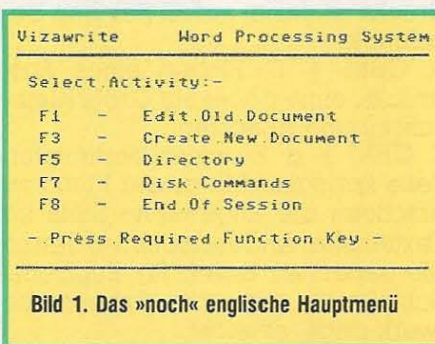 Vizawrite Word Processing System
Select.Activity:-
F1 - Edit.Old.Document
F3 - Create.New.Document
F5 - Directory
F7 - Disk.Commands
F8 - End.Of.Session
-.Press.Required.Function.Key.-
Bild 1. Das »noch« englische Hauptmenü